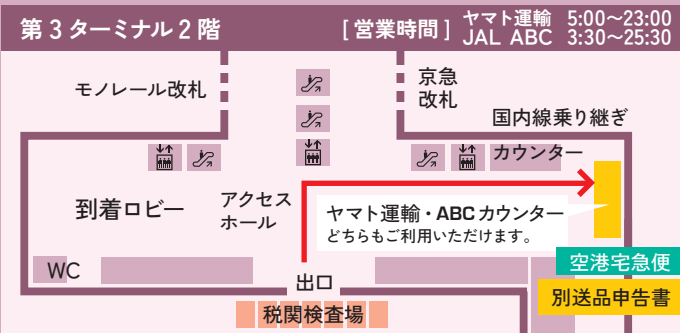 第3ターミナル2階
[営業時間]
ヤマト運輸 5:00〜23:00
JAL ABC 3:30〜25:30
モノレール改札
京急
改札
国内線乗り継ぎ
カウンター
到着ロビー
アクセス
ホール
ヤマト運輸・ABCカウンター
どちらもご利用いただけます。
WC
出口
空港宅急便
別送品申告書
税関検査場